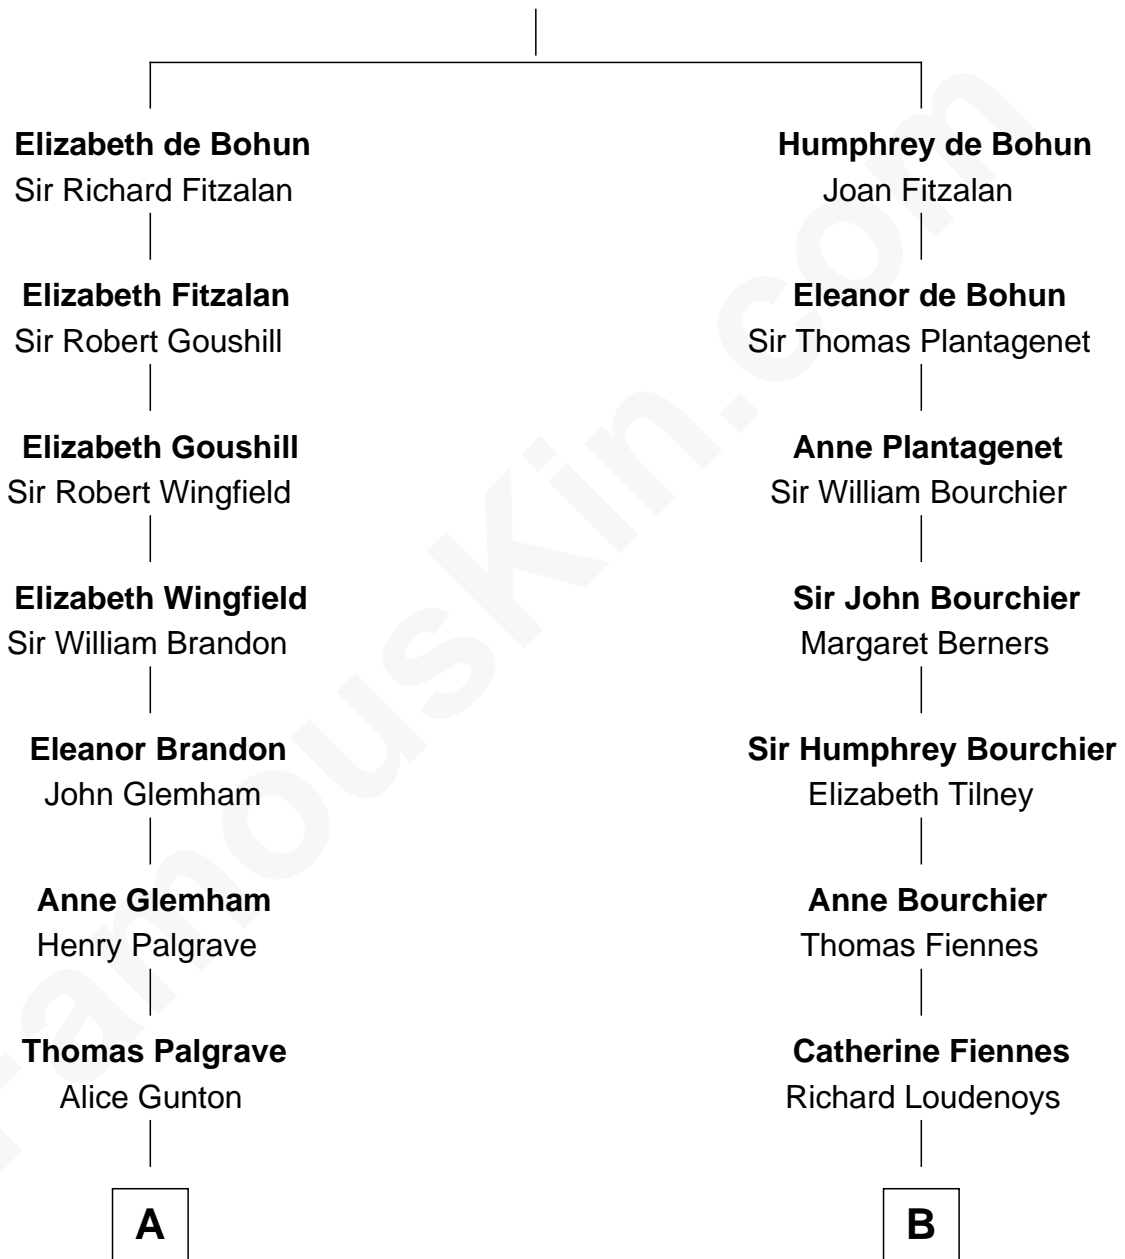 Elizabeth de Bohun
Sir Richard Fitzalan
Humphrey de Bohun
Joan Fitzalan
Elizabeth Fitzalan
Sir Robert Goushill
Eleanor de Bohun
Sir Thomas Plantagenet
Elizabeth Goushill
Sir Robert Wingfield
Anne Plantagenet
Sir William Bourchier
Elizabeth Wingfield
Sir William Brandon
Sir John Bourchier
Margaret Berners
Eleanor Brandon
John Glemham
Sir Humphrey Bourchier
Elizabeth Tilney
Anne Glemham
Henry Palgrave
Anne Bourchier
Thomas Fiennes
Thomas Palgrave
Alice Gunton
Catherine Fiennes
Richard Loudenoys
A
B
FamousKin.com